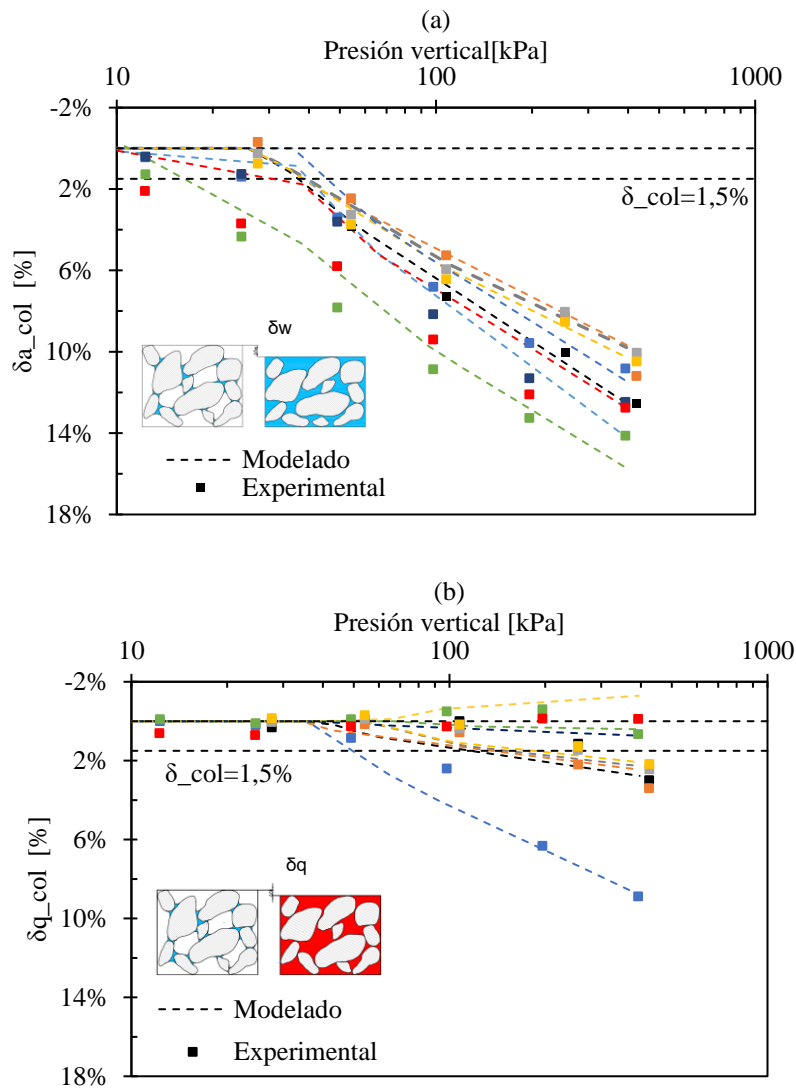 (a)
Presión vertical[kPa]
10
100
1000
-2%
2%
6%
10%
14%
18%
δa_col [%]
δ_col=1,5%
δw
Modelado
Experimental
(b)
Presión vertical [kPa]
10
100
1000
-2%
2%
6%
10%
14%
18%
δq_col [%]
δ_col=1,5%
δq
Modelado
Experimental